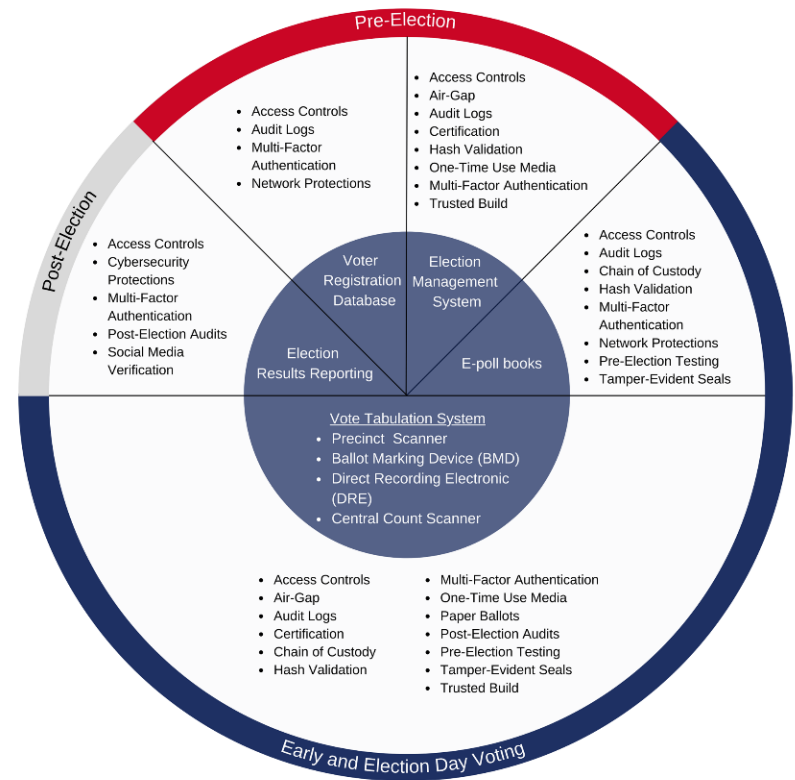 Pre-Election
• Access Controls
• Audit Logs
• Multi-Factor
Authentication
• Network Protections
• Access Controls
• Air-Gap
• Audit Logs
• Certification
• Hash Validation
• One-Time Use Media
• Multi-Factor Authentication
• Trusted Build
Post-Election
• Access Controls
• Cybersecurity
Protections
• Multi-Factor
Authentication
• Post-Election Audits
• Social Media
Verification
• Access Controls
• Audit Logs
• Chain of Custody
• Hash Validation
• Multi-Factor
Authentication
• Network Protections
• Pre-Election Testing
• Tamper-Evident Seals
Voter
Registration
Database
Election
Management
System
Election
Results Reporting
E-poll books
Vote Tabulation System
• Precinct Scanner
• Ballot Marking Device (BMD)
• Direct Recording Electronic
(DRE)
• Central Count Scanner
• Access Controls
• Air-Gap
• Audit Logs
• Certification
• Chain of Custody
• Hash Validation
• Multi-Factor Authentication
• One-Time Use Media
• Paper Ballots
• Post-Election Audits
• Pre-Election Testing
• Tamper-Evident Seals
• Trusted Build
Early and Election Day Voting